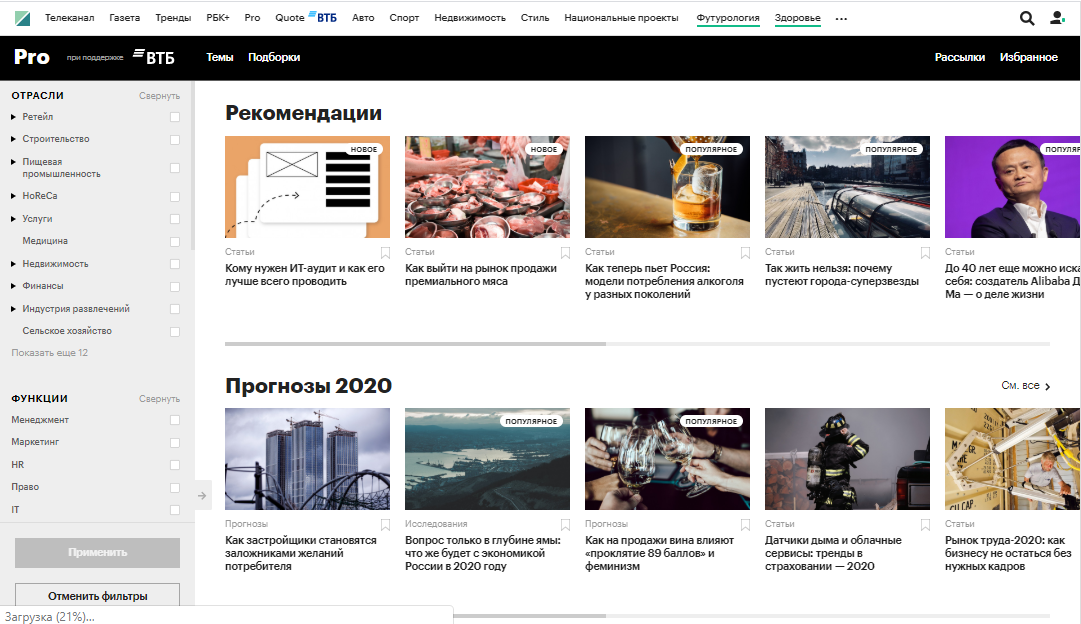 Телеканал Газета Тренды РБК+ Pro Quote ВТБ Авто Спорт Недвижимость Стиль Национальные проекты Футурология Здоровье ...
Pro при поддержке ВТБ Темы Подборки Рассылки Избранное
ОТРАСЛИ Свернуть
Ретейл
Строительство
Пищевая
промышленность
HoReCa
Услуги
Медицина
Недвижимость
Финансы
Индустрия развлечений
Сельское хозяйство
Показать еще 12
ФУНКЦИИ Свернуть
Менеджмент
Маркетинг
HR
Право
IT
Применить
Отменить фильтры
Загрузка (21%)...
Рекомендации
НОВОЕ
Статьи
Кому нужен ИТ-аудит и как его
лучше всего проводить
НОВОЕ
Статьи
Как выйти на рынок продажи
премиального мяса
ПОПУЛЯРНОЕ
Статьи
Как теперь пьет Россия:
модели потребления алкоголя
у разных поколений
ПОПУЛЯРНОЕ
Статьи
Так жить нельзя: почему
пустеют города-суперзвезды
ПОПУЛЯР
Статьи
До 40 лет еще можно иска
себя: создатель Alibaba Д
Ма — о деле жизни
Прогнозы 2020 См. все
Прогнозы
Как застройщики становятся
заложниками желаний
потребителя
ПОПУЛЯРНОЕ
Исследования
Вопрос только в глубине ямы:
что же будет с экономикой
России в 2020 году
ПОПУЛЯРНОЕ
Прогнозы
Как на продажи вина влияют
«проклятие 89 баллов» и
феминизм
Статьи
Датчики дыма и облачные
сервисы: тренды в
страховании — 2020
Статьи
Рынок труда-2020: как
бизнесу не остаться без
нужных кадров